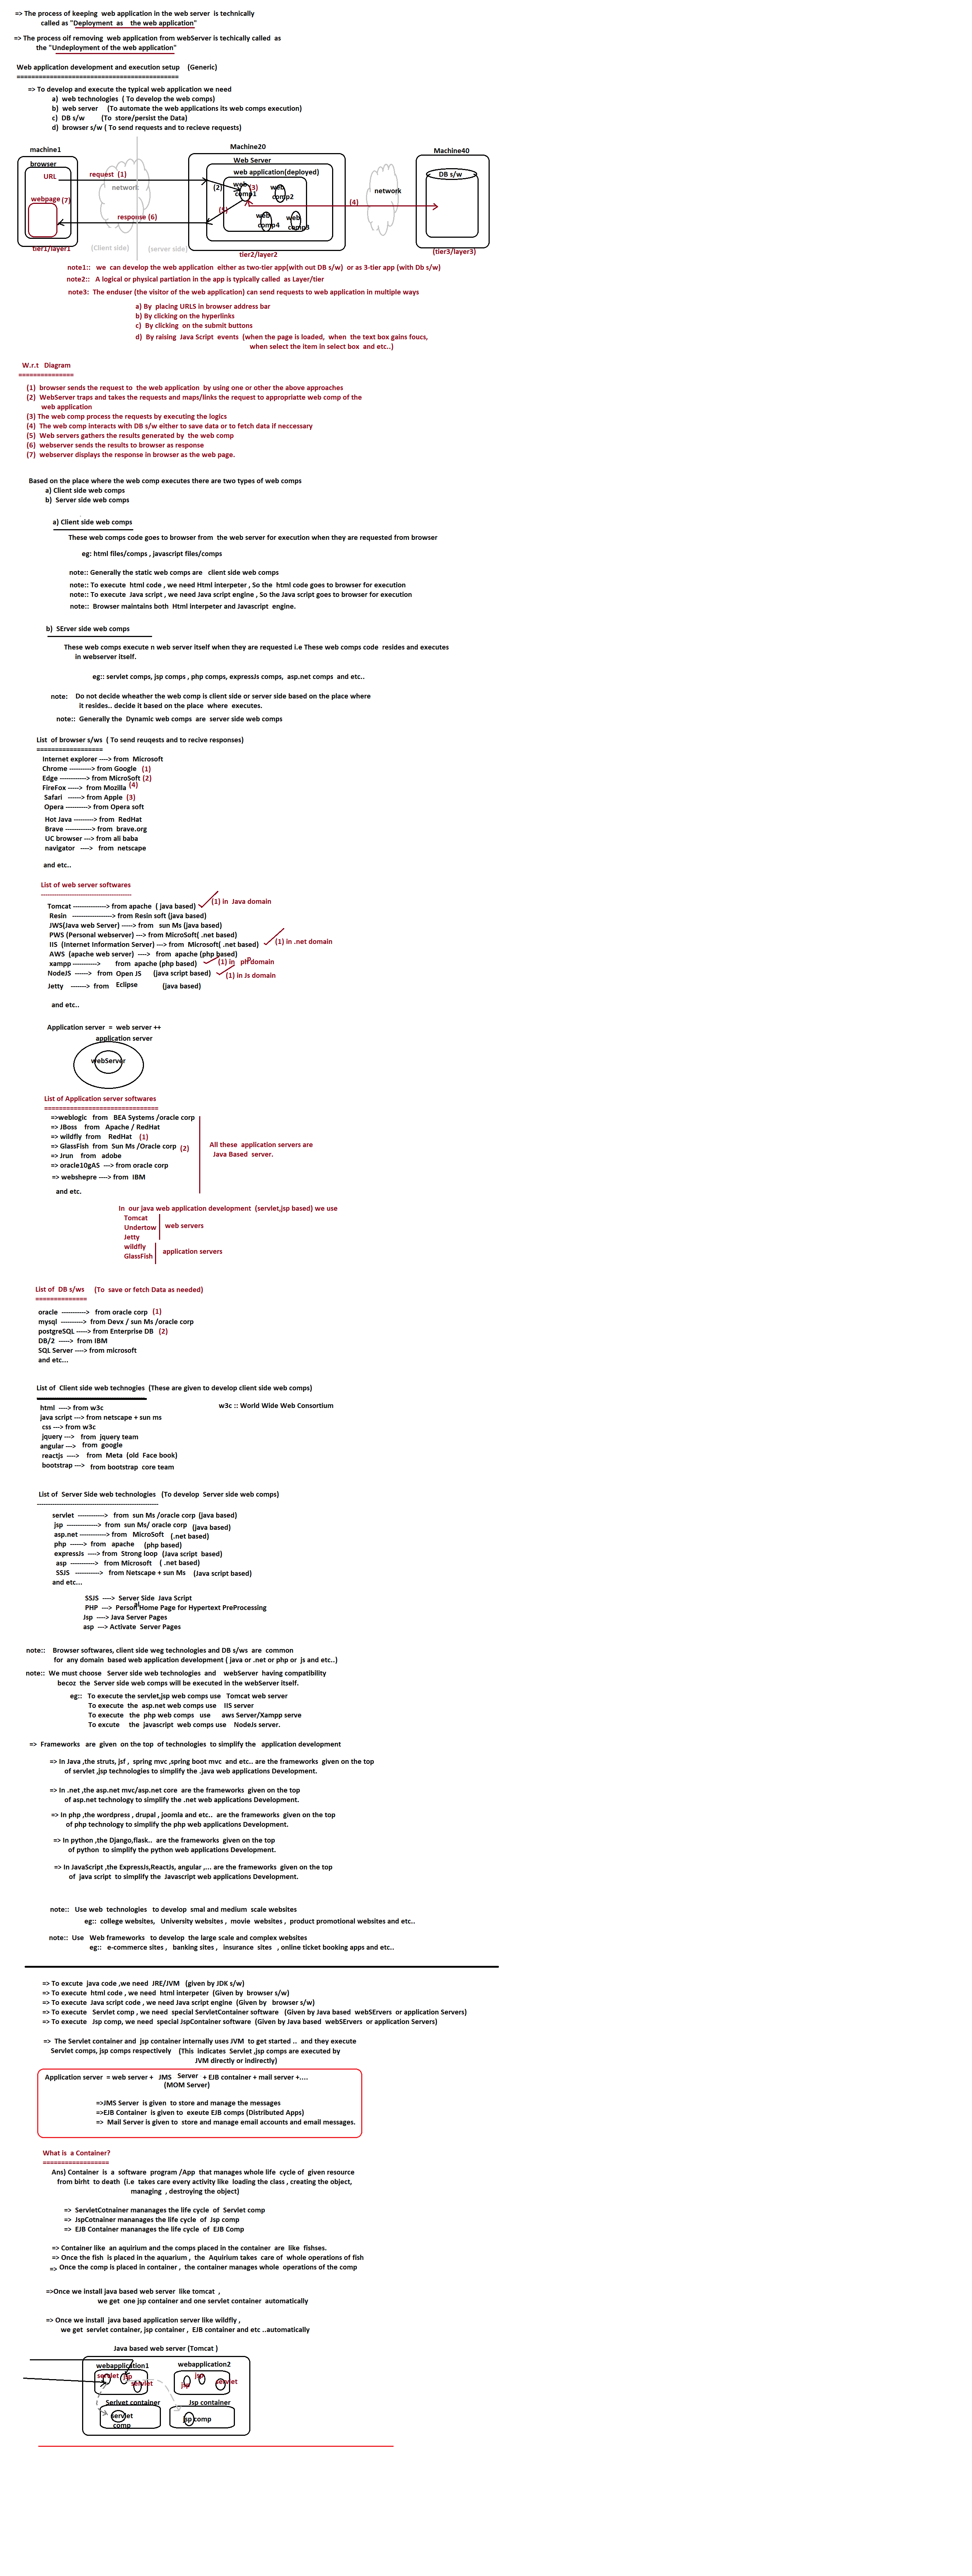 => The process of keeping  web application in the web server  is technically
called as "Deployment  as    the web application"
=> The process oif removing  web application from webServer is techically called  as
the "Undeployment of the web application"
Web application development and execution setup    (Generic)
==============================================
=> To develop and execute the typical web application we need
a)  web technologies  ( To develop the web comps)
b)  web server     (To automate the web applications its web comps execution)
c)  DB s/w         (To  store/persist the Data)
d)  browser s/w ( To send requests and to recieve requests)
machine1
Machine20
Machine40
browser
Web Server
URL
request  (1)
web application(deployed)
DB s/w
network
(2)
web comp1
(3)
web comp2
network
webpage
(7)
(4)
response (6)
(5)
web comp4
web comp3
tier1/layer1
(Client side)
(server side)
tier2/layer2
(tier3/layer3)
note1::   we  can develop the web application  either as two-tier app(with out DB s/w)  or as 3-tier app (with Db s/w)
note2::   A logical or physical partiation in the app is typically called  as Layer/tier
note3:  The enduser (the visitor of the web application) can send requests to web application in multiple ways
a) By  placing URLS in browser address bar
b) By clicking on the hyperlinks
c)  By clicking  on the submit buttons
d)  By raising  Java Script  events  (when the page is loaded,  when  the text box gains foucs,
when select the item in select box  and etc..)
W.r.t   Diagram
===============
(1)  browser sends the request to  the web application  by using one or other the above approaches
(2)  WebServer traps and takes the requests and maps/links the request to appropriatte web comp of the
web application
(3) The web comp process the requests by executing the logics
(4)  The web comp interacts with DB s/w either to save data or to fetch data if neccessary
(5)  Web servers gathers the results generated by  the web comp
(6)  webserver sends the results to browser as response
(7)  webserver displays the response in browser as the web page.
Based on the place where the web comp executes there are two types of web comps
a) Client side web comps
b)  Server side web comps
a) Client side web comps
These web comps code goes to browser from  the web server for execution when they are requested from browser
eg: html files/comps , javascript files/comps
note:: Generally the static web comps are   client side web comps
note:: To execute  html code , we need Html interpeter , So the  html code goes to browser for execution
note:: To execute  Java script , we need Java script engine , So the Java script goes to browser for execution
note::  Browser maintains both  Html interpeter and Javascript  engine.
b)  SErver side web comps
These web comps execute n web server itself when they are requested i.e These web comps code  resides and executes
in webserver itself.
eg:: servlet comps, jsp comps , php comps, expressJs comps,  asp.net comps  and etc..
note:    Do not decide wheather the web comp is client side or server side based on the place where
it resides.. decide it based on the place  where  executes.
note::  Generally the  Dynamic web comps  are  server side web comps
List  of browser s/ws  ( To send reuqests and to recive responses)
==================
Internet explorer ----> from  Microsoft
Chrome ----------> from Google   (1)
Edge ------------> from MicroSoft (2)
FireFox ----->  from Mozilla  (4)
Safari   ------> from Apple  (3)
Opera ----------> from Opera soft
Hot Java ---------> from  RedHat
Brave ------------> from  brave.org
UC browser ---> from ali baba
navigator   ---->   from  netscape
and etc..
List of web server softwares
---------------------------------------------
Tomcat ---------------> from apache  ( java based)  (1) in  Java domain
Resin   ------------------> from Resin soft (java based)
JWS(Java web Server) -----> from   sun Ms (java based)
PWS (Personal webserver) ---> from MicroSoft( .net based)
IIS  (Internet Information Server) ---> from  Microsoft( .net based)  (1) in .net domain
AWS  (apache web server)  ---->   from  apache (php based)
xampp ---------->        from  apache (php based)  (1) in  php domain
NodeJS  ------>   from  Open JS      (java script based)  (1) in Js domain
Jetty    ------->  from  Eclipse             (java based)
and etc..
Application server  =  web server ++
application server
webServer
List of Application server softwares
===============================
=>weblogic   from   BEA Systems /oracle corp
=> JBoss    from   Apache / RedHat
=> wildfly  from    RedHat   (1)
=> GlassFish  from  Sun Ms /Oracle corp  (2)
=> Jrun    from   adobe
=> oracle10gAS  ---> from oracle corp
=> webshepre ----> from  IBM
and etc.
All these  application servers are
Java Based  server.
In  our java web application development  (servlet,jsp based) we use
Tomcat
Undertow
Jetty
web servers
wildfly
GlassFish
application servers
List of  DB s/ws    (To  save or fetch Data as needed)
==============
oracle  ----------->   from oracle corp  (1)
mysql  ----------->  from Devx / sun Ms /oracle corp
postgreSQL -----> from Enterprise DB  (2)
DB/2  ----->  from IBM
SQL Server ----> from microsoft
and etc...
List of  Client side web technogies  (These are given to develop client side web comps)
html  ----> from w3c
w3c :: World Wide Web Consortium
java script ---> from netscape + sun ms
css ---> from w3c
jquery --->   from  jquery team
angular --->   from  google
reactjs  ---->   from  Meta  (old  Face book)
bootstrap --->   from bootstrap  core team
List of  Server Side web technologies   (To develop  Server side web comps)
------------------------------------------------------------
servlet  ------------>   from  sun Ms /oracle corp  (java based)
jsp   -------------->   from  sun Ms/ oracle corp   (java based)
asp.net ------------> from   MicroSoft   (.net based)
php  ------>  from   apache     (php based)
expressJs  ----> from  Strong loop  (Java script  based)
asp  ----------->   from Microsoft    ( .net based)
SSJS   ----------->   from Netscape + sun Ms    (Java script based)
and etc...
SSJS  ---->  Server Side  Java Script
PHP  --->  Personal Home Page for Hypertext PreProcessing
Jsp  ----> Java Server Pages
asp  ---> Activate  Server Pages
note::    Browser softwares, client side weg technologies and DB s/ws  are  common
for  any domain  based web application development ( java or .net or php or  js and etc..)
note::  We must choose   Server side web technologies  and    webServer  having compatibility
becoz  the  Server side web comps will be executed in the webServer itself.
eg::   To execute the servlet,jsp web comps use   Tomcat web server
To execute  the  asp.net web comps use    IIS server
To execute   the  php web comps   use      aws Server/Xampp serve
To excute     the  javascript  web comps use    NodeJs server.
=>  Frameworks   are  given  on the top  of technologies  to simplify the   application development
=> In Java ,the struts, jsf ,  spring mvc ,spring boot mvc  and etc.. are the frameworks  given on the top
of servlet ,jsp technologies to simplify the .java web applications Development.
=> In .net ,the asp.net mvc/asp.net core  are the frameworks  given on the top
of asp.net technology to simplify the .net web applications Development.
=> In php ,the wordpress , drupal , joomla and etc..  are the frameworks  given on the top
of php technology to simplify the php web applications Development.
=> In python ,the Django,flask..  are the frameworks  given on the top
of python  to simplify the python web applications Development.
=> In JavaScript ,the ExpressJs,ReactJs, angular ,... are the frameworks  given on the top
of  java script  to simplify the  Javascript web applications Development.
note::   Use web  technologies   to develop  smal and medium  scale websites
eg::  college websites,   University websites ,  movie  websites ,  product promotional websites and etc..
note::  Use   Web frameworks   to develop  the large scale and complex websites
eg::   e-commerce sites ,   banking sites ,   insurance  sites   , online ticket booking apps and etc..
=> To excute  java code ,we need  JRE/JVM   (given by JDK s/w)
=> To execute  html code , we need  html interpeter  (Given by  browser s/w)
=> To execute  Java script code , we need Java script engine  (Given by   browser s/w)
=> To execute   Servlet comp , we need  special ServletContainer software   (Given by Java based  webSErvers  or application Servers)
=> To execute   Jsp comp, we need  special JspContainer software  (Given by Java based  webSErvers  or application Servers)
=>  The Servlet container and  jsp container internally uses JVM  to get started ..  and they execute
Servlet comps, jsp comps respectively    (This  indicates  Servlet ,jsp comps are executed by
JVM directly or indirectly)
Application server  = web server +   JMS  Server  + EJB container + mail server +....
(MOM Server)
=>JMS Server  is given  to store and manage the messages
=>EJB Container  is given to  exeute EJB comps (Distributed Apps)
=>  Mail Server is given to  store and manage email accounts and email messages.
What is  a Container?
==================
Ans) Container  is  a  software  program /App  that manages whole life  cycle of  given resource
from birht  to death  (i.e  takes care every activity like  loading the class , creating the object,
managing  , destroying the object)
=>  ServletCotnainer mananages the life cycle  of  Servlet comp
=>  JspCotnainer mananages the life cycle  of  Jsp comp
=>  EJB Container mananages the life cycle  of  EJB Comp
=> Container like  an aquirium and the comps placed in the container  are  like  fishses.
=> Once the fish  is placed in the aquarium ,  the  Aquirium takes  care of  whole operations of fish
=> Once the comp is placed in container ,  the container manages whole  operations of the comp
=>Once we install java based web server  like tomcat  ,
we get  one jsp container and one servlet container  automatically
=> Once we install  java based application server like wildfly ,
we get  servlet container, jsp container ,  EJB container and etc ..automatically
Java based web server (Tomcat )
webapplication1
webapplication2
servlet
jsp
servlet
jsp
jsp
servlet
Serlvet container
Jsp container
servlet comp
jsp comp